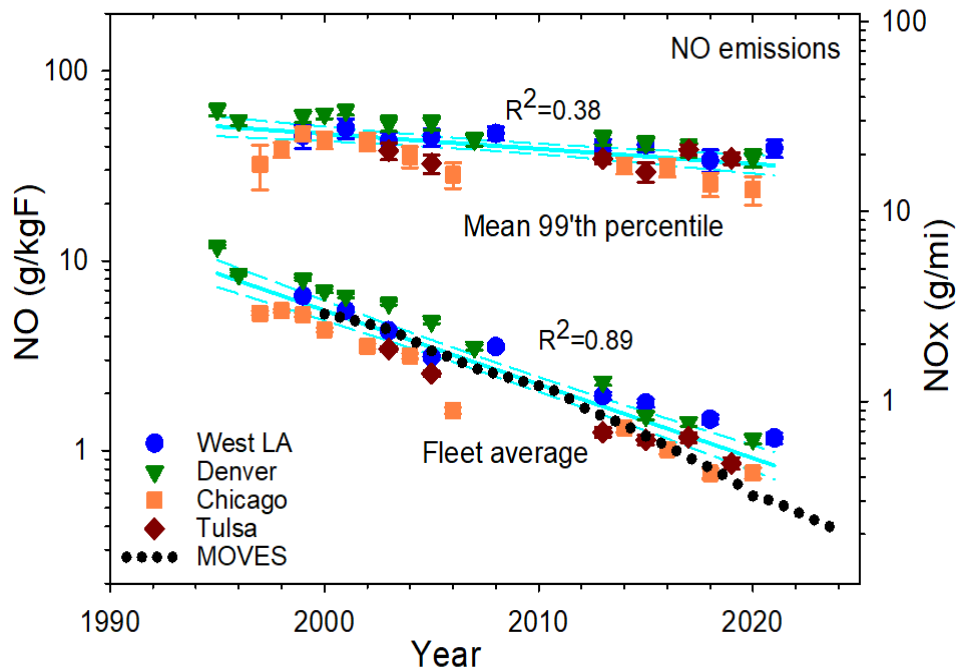 NO emissions
R2=0.38
Mean 99'th percentile
R2=0.89
Fleet average
West LA
Denver
Chicago
Tulsa
MOVES
NO (g/kgF)
100
10
1
NOx (g/mi)
100
10
1
1990
2000
2010
2020
Year